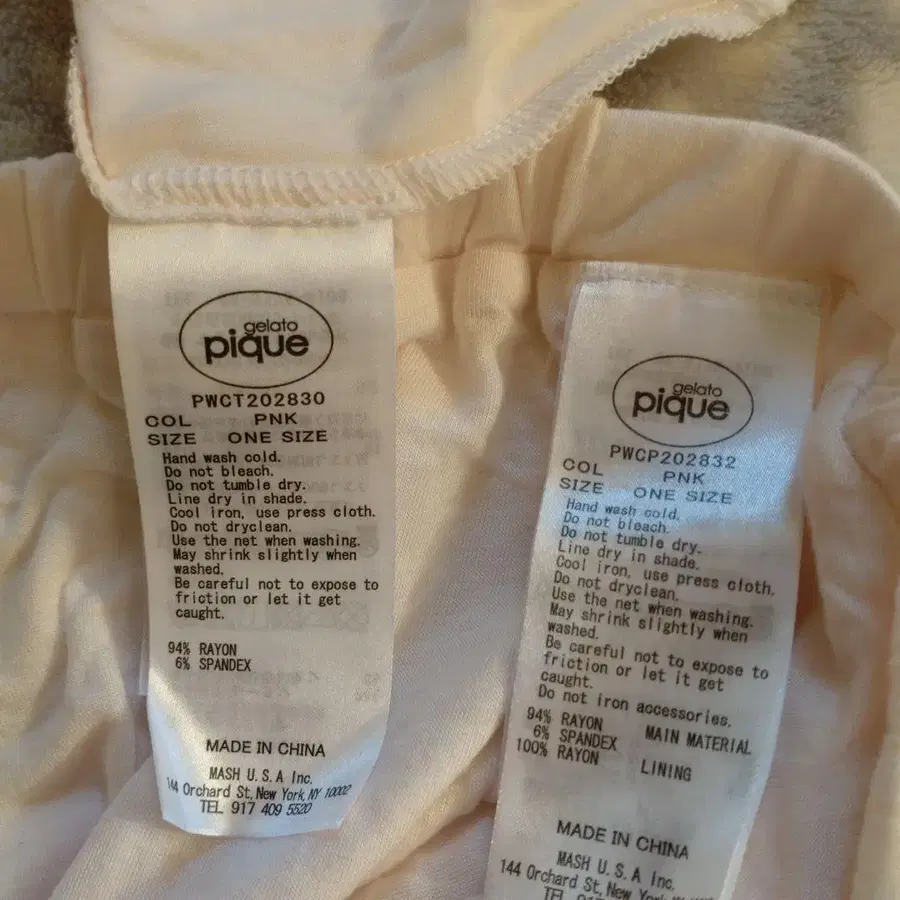 gelato
pique
PWCT202830
COL PNK
SIZE ONE SIZE
Hand wash cold.
Do not bleach.
Do not tumble dry.
Line dry in shade.
Cool iron, use press cloth.
Do not dryclean.
Use the net when washing.
May shrink slightly when
washed.
Be careful not to expose to
friction or let it get
caught.
94% RAYON
6% SPANDEX
MADE IN CHINA
MASH U.S.A Inc.
144 Orchard St, New York, NY 10002
TEL 917 409 5520
gelato
pique
PWCP202832
COL PNK
SIZE ONE SIZE
Hand wash cold.
Do not bleach.
Do not tumble dry.
Line dry in shade.
Cool iron, use press cloth.
Do not dryclean.
Use the net when washing.
May shrink slightly when
washed.
Be careful not to expose to
friction or let it get
caught.
Do not iron accessories.
94% RAYON
6% SPANDEX MAIN MATERIAL
100% RAYON LINING
MADE IN CHINA
MASH U.S.A Inc.
144 Orchard St, New York,
TEL